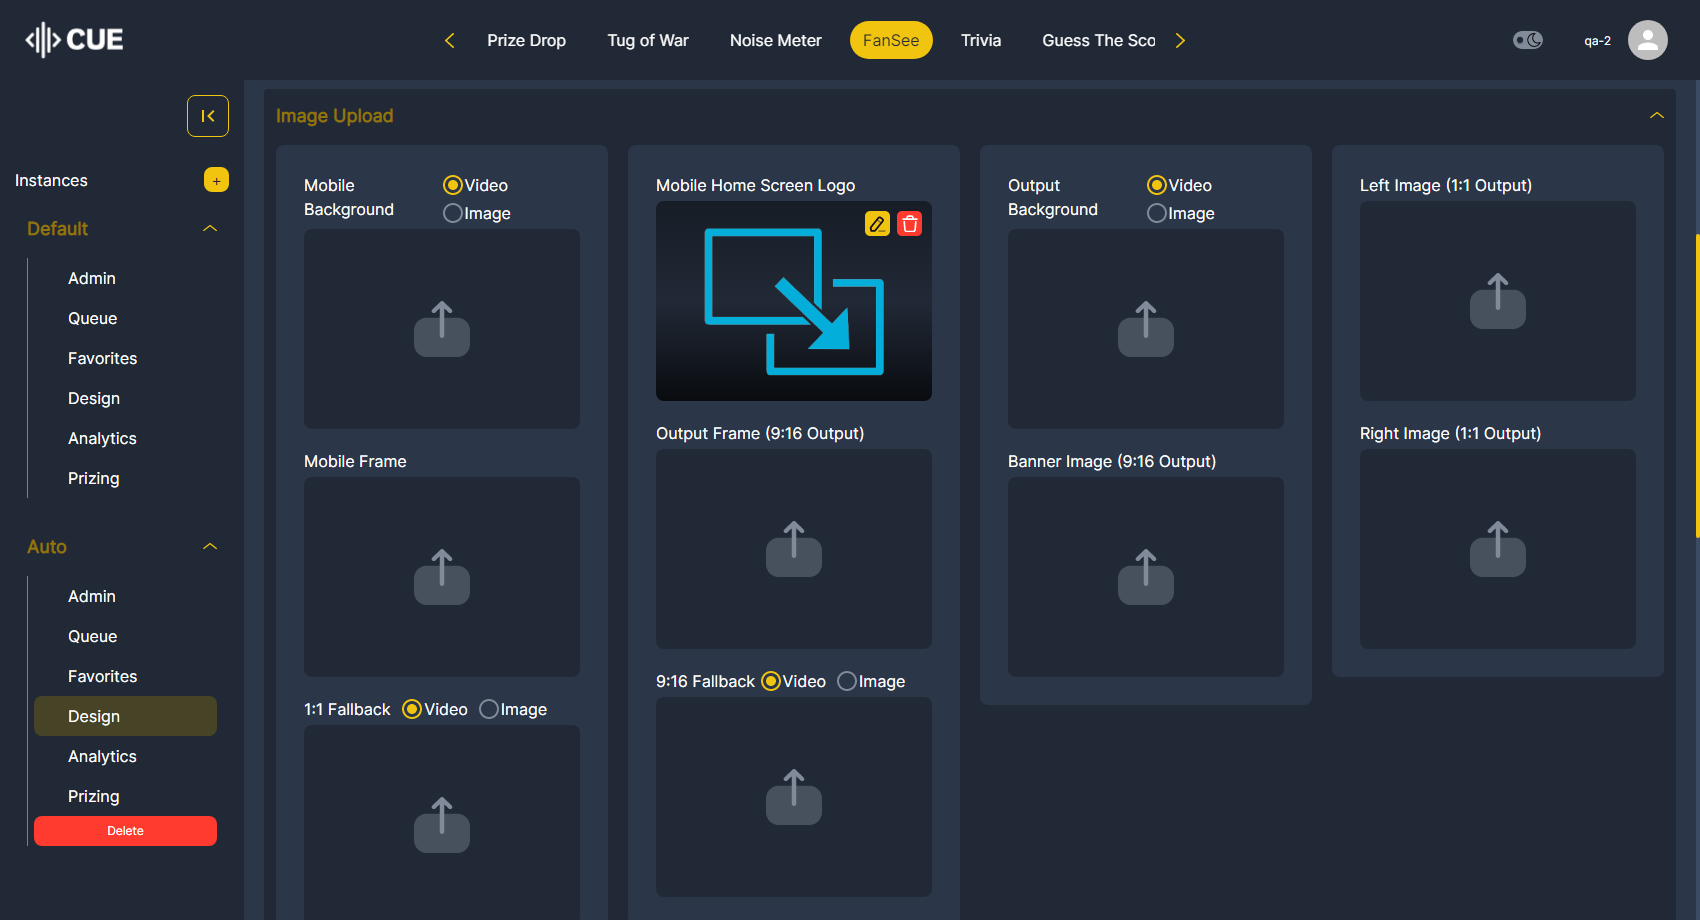 CUE
Prize Drop
Tug of War
Noise Meter
FanSee
Trivia
Guess The Sco
qa-2
Instances
+
Default
Admin
Queue
Favorites
Design
Analytics
Prizing
Auto
Admin
Queue
Favorites
Design
Analytics
Prizing
Delete
Image Upload
Mobile
Background
Video
Image
Mobile Frame
1:1 Fallback Video Image
Mobile Home Screen Logo
Output Frame (9:16 Output)
9:16 Fallback Video Image
Output
Background
Video
Image
Banner Image (9:16 Output)
Left Image (1:1 Output)
Right Image (1:1 Output)